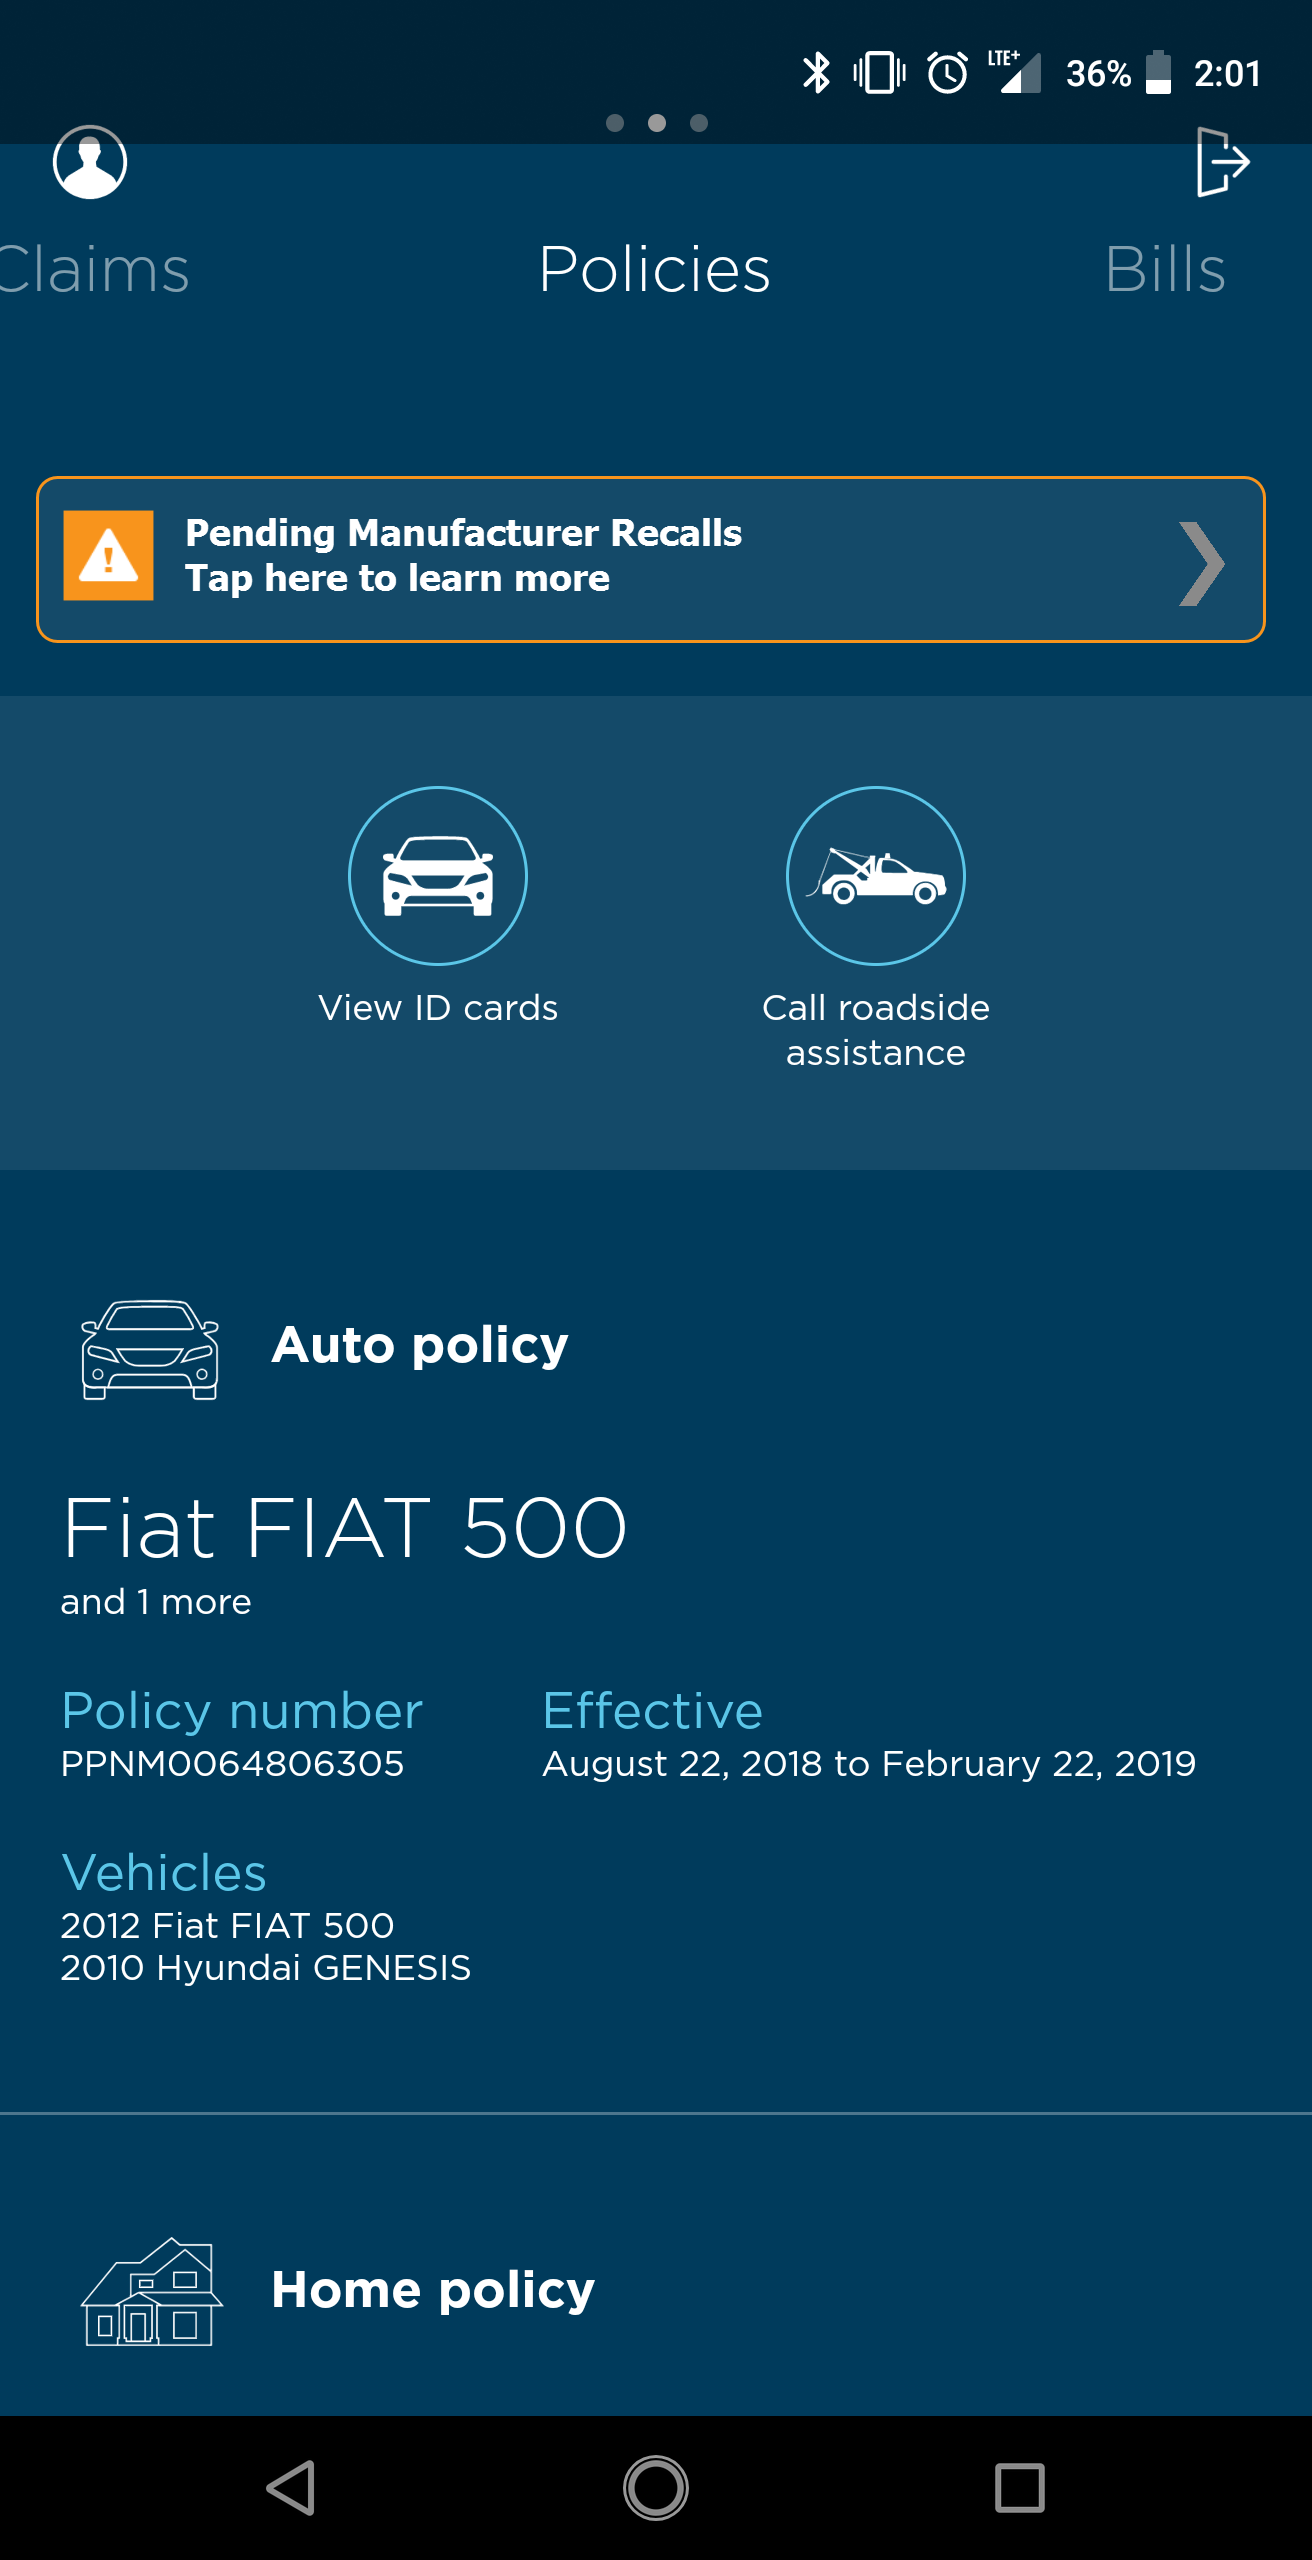 LTE+ 36% 2:01
Claims Policies Bills
Pending Manufacturer Recalls
Tap here to learn more
View ID cards
Call roadside
assistance
Auto policy
Fiat FIAT 500
and 1 more
Policy number Effective
PPNM0064806305 August 22, 2018 to February 22, 2019
Vehicles
2012 Fiat FIAT 500
2010 Hyundai GENESIS
Home policy